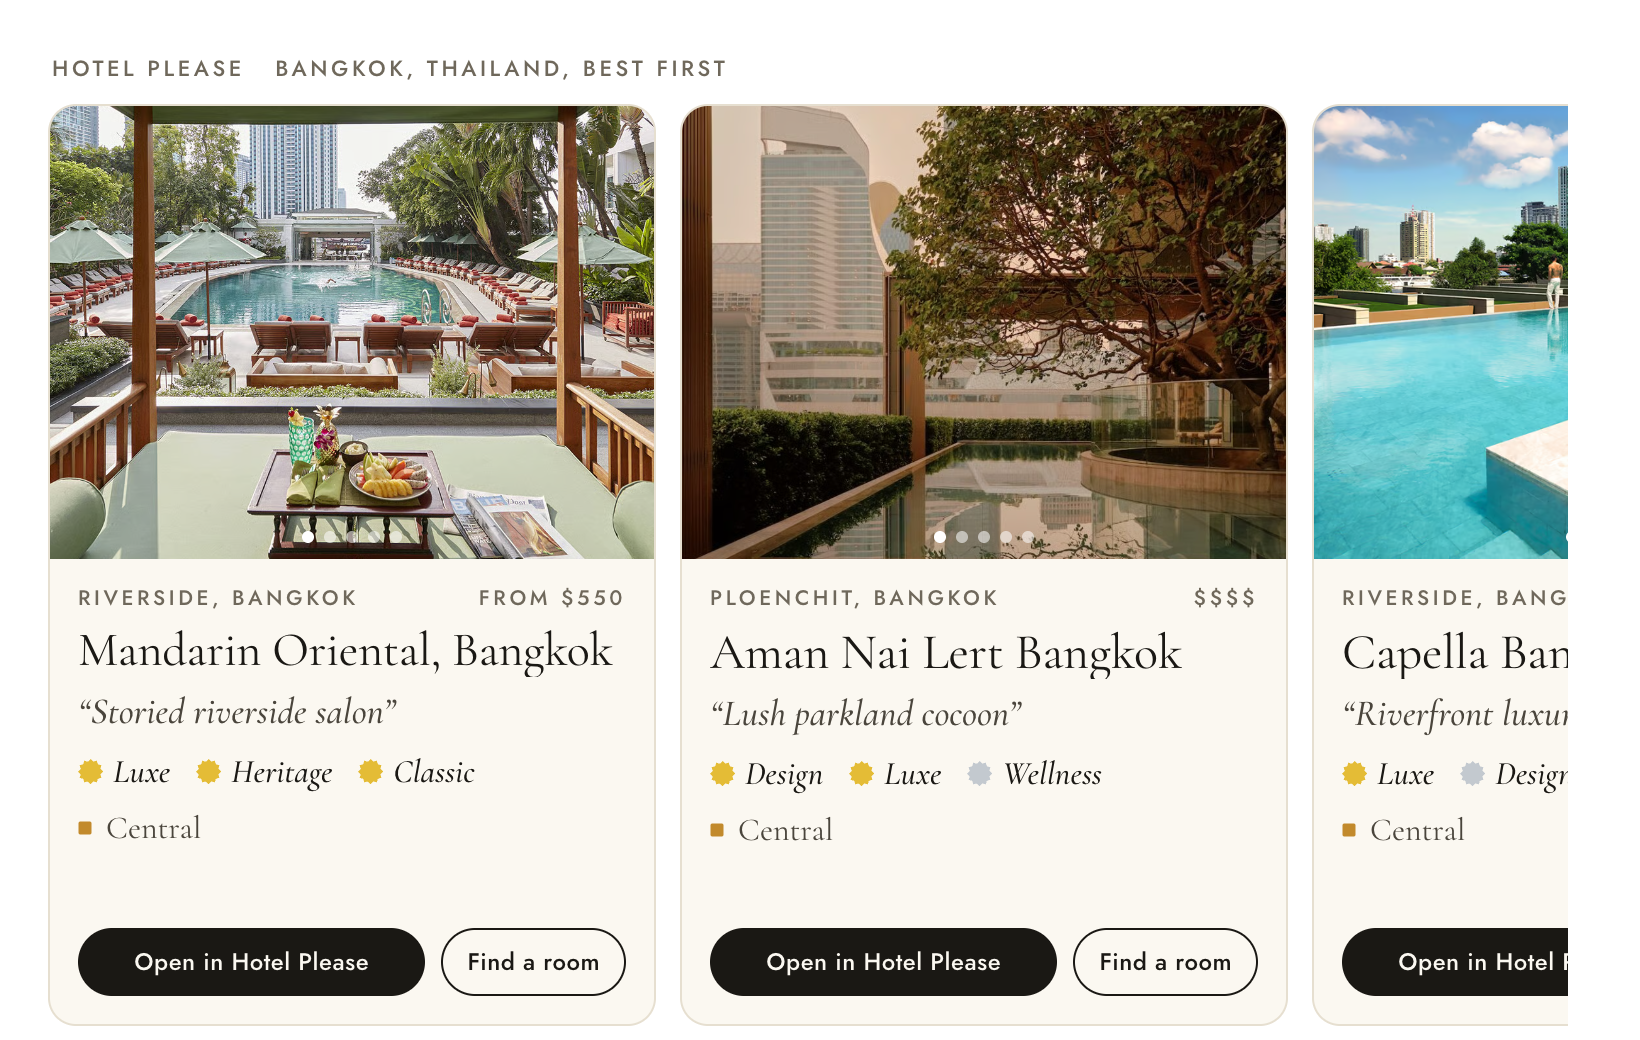 HOTEL PLEASE BANGKOK, THAILAND, BEST FIRST
RIVERSIDE, BANGKOK FROM $550
Mandarin Oriental, Bangkok
“Storied riverside salon”
Luxe Heritage Classic
Central
Open in Hotel Please Find a room
PLOENCHIT, BANGKOK $$$$
Aman Nai Lert Bangkok
“Lush parkland cocoon”
Design Luxe Wellness
Central
Open in Hotel Please Find a room
RIVERSIDE, BANG
Capella Ban
“Riverfront luxur
Luxe Design
Central
Open in Hotel